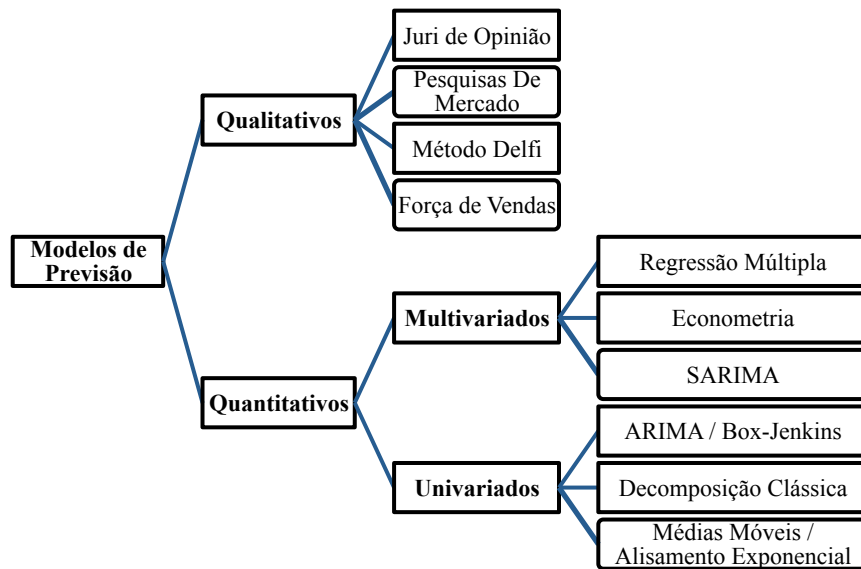 Juri de Opinião
Pesquisas De
Mercado
Qualitativos
Método Delfi
Força de Vendas
Modelos de
Previsão
Regressão Múltipla
Multivariados
Econometria
SARIMA
Quantitativos
ARIMA / Box-Jenkins
Univariados
Decomposição Clássica
Médias Móveis /
Alisamento Exponencial